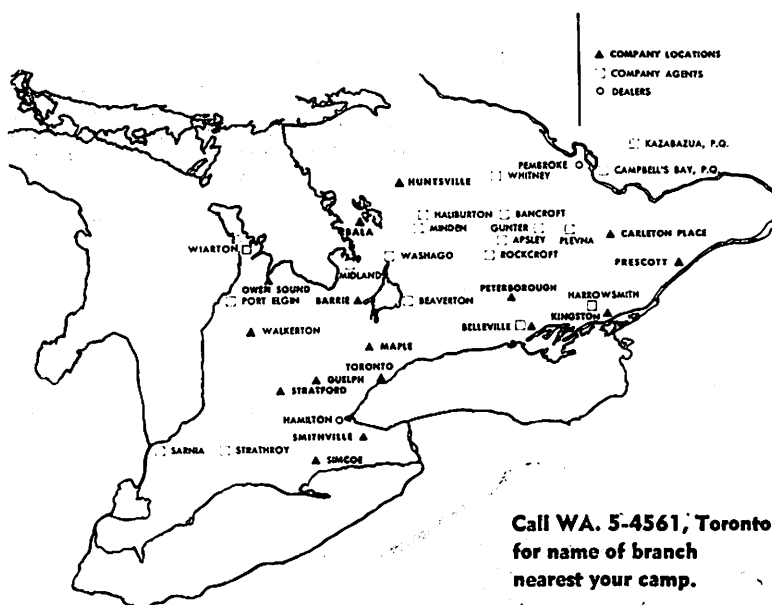 COMPANY LOCATIONS
COMPANY AGENTS
DEALERS
KAZABAZUA, P.Q.
PEMBROKE
CAMPBELL'S BAY, P.Q.
WHITNEY
HUNTSVILLE
HALIBURTON
BANCROFT
BALA
MINDEN
GUNTER
PLEVNA
CARLETON PLACE
APSLEY
WIARTON
WASHAGO
ROCKCROFT
PRESCOTT
MIDLAND
OWEN SOUND
PORT ELGIN
BARRIE
BEAVERTON
PETERBOROUGH
HARROWSMITH
KINGSTON
BELLEVILLE
WALKERTON
MAPLE
TORONTO
GUELPH
STRATFORD
HAMILTON
SMITHVILLE
SARNIA
STRATHROY
SIMCOE
Call WA. 5-4561, Toronto
for name of branch
nearest your camp.